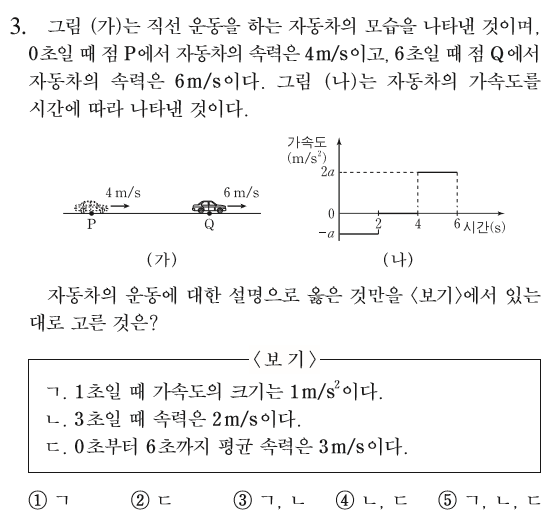 3. 그림 (가)는 직선 운동을 하는 자동차의 모습을 나타낸 것이며,
0초일 때 점 P에서 자동차의 속력은 4m/s이고, 6초일 때 점 Q에서
자동차의 속력은 6m/s이다. 그림 (나)는 자동차의 가속도를
시간에 따라 나타낸 것이다.
4 m/s
6 m/s
P
Q
(가)
가속도
(m/s²)
2a
0
-a
2
4
6
시간(s)
(나)
자동차의 운동에 대한 설명으로 옳은 것만을 〈보기〉에서 있는
대로 고른 것은?
〈보 기〉
ㄱ. 1초일 때 가속도의 크기는 1m/s²이다.
ㄴ. 3초일 때 속력은 2m/s이다.
ㄷ. 0초부터 6초까지 평균 속력은 3m/s이다.
① ㄱ ② ㄷ ③ ㄱ, ㄴ ④ ㄴ, ㄷ ⑤ ㄱ, ㄴ, ㄷ